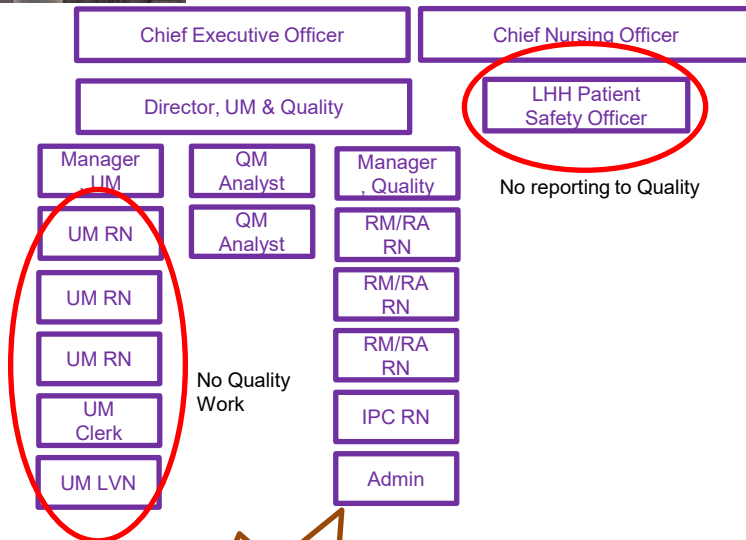 Chief Executive Officer
Chief Nursing Officer
Director, UM & Quality
LHH Patient
Safety Officer
Manager
, UM
QM
Analyst
Manager
, Quality
No reporting to Quality
UM RN
QM
Analyst
RM/RA
RN
UM RN
RM/RA
RN
UM RN
RM/RA
RN
No Quality
Work
UM
Clerk
IPC RN
UM LVN
Admin